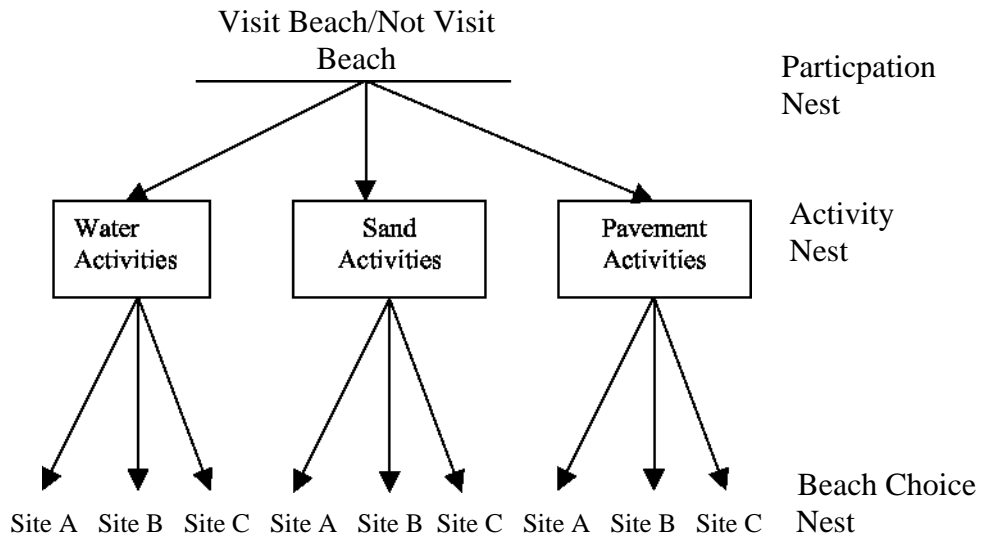 Visit Beach/Not Visit
Beach
Particpation
Nest
Water
Activities
Sand
Activities
Pavement
Activities
Activity
Nest
Beach Choice
Nest
Site A Site B Site C Site A Site B Site C Site A Site B Site C